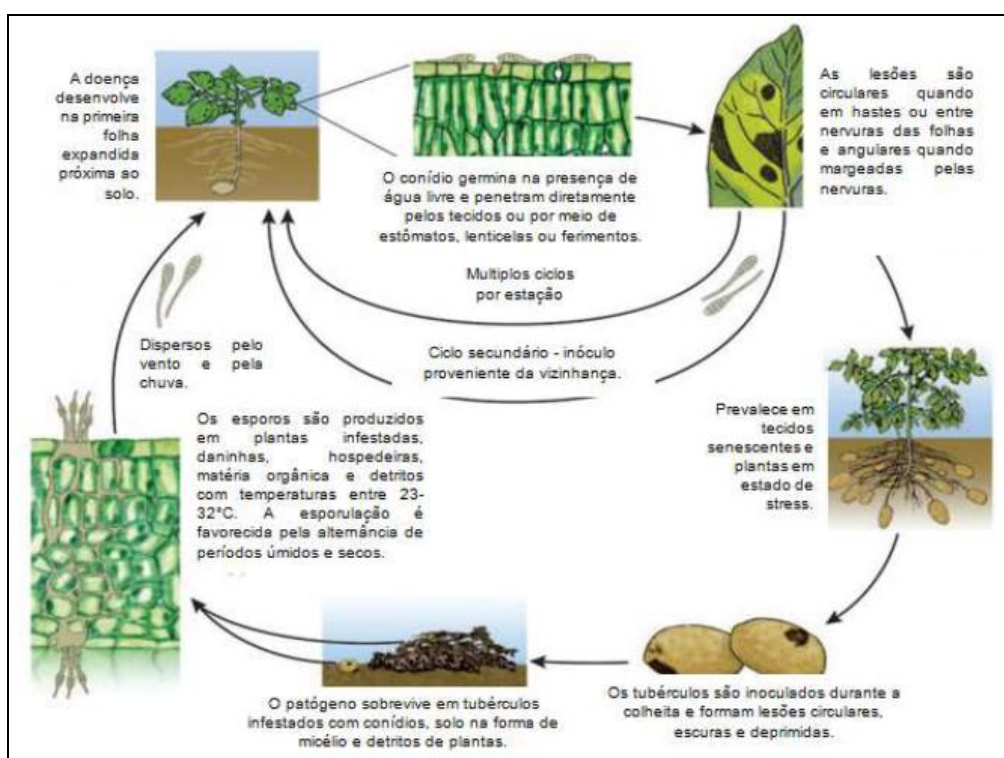 A doença
desenvolve
na primeira
folha
expandida
próxima ao
solo.
O conídio germina na presença de
água livre e penetram diretamente
pelos tecidos ou por meio de
estômatos, lenticelas ou ferimentos.
As lesões são
circulares quando
em hastes ou entre
nervuras das folhas
e angulares quando
margeadas pelas
nervuras.
Multiplos ciclos
por estação
Ciclo secundário - inóculo
proveniente da vizinhança.
Dispersos pelo
vento e pela
chuva.
Os esporos são produzidos
em plantas infestadas,
daninhas, hospedeiras,
matéria orgânica e detritos
com temperaturas entre 23-
32°C. A esporulação é
favorecida pela alternância de
períodos úmidos e secos.
Prevalece em
tecidos
senescentes e
plantas em
estado de
stress.
Os tubérculos são inoculados durante a
colheita e formam lesões circulares,
escuras e deprimidas.
O patógeno sobrevive em tubérculos
infestados com conídios, solo na forma de
micélio e detritos de plantas.